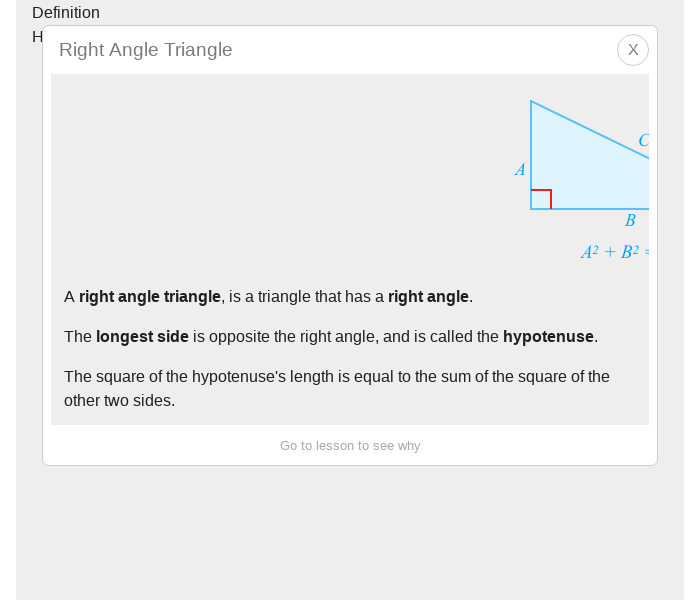 Definition
H
Right Angle Triangle X
C
A
B
A² + B² =
A right angle triangle, is a triangle that has a right angle.
The longest side is opposite the right angle, and is called the hypotenuse.
The square of the hypotenuse's length is equal to the sum of the square of the
other two sides.
Go to lesson to see why